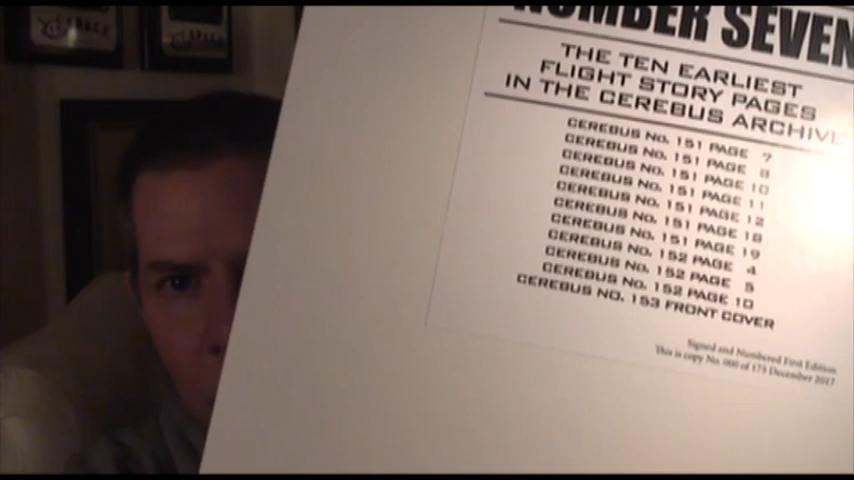 NUMBER SEVEN
THE TEN EARLIEST
FLIGHT STORY PAGES
IN THE CEREBUS ARCHIVE
CEREBUS NO. 151 PAGE 7
CEREBUS NO. 151 PAGE 8
CEREBUS NO. 151 PAGE 10
CEREBUS NO. 151 PAGE 11
CEREBUS NO. 151 PAGE 12
CEREBUS NO. 151 PAGE 18
CEREBUS NO. 151 PAGE 19
CEREBUS NO. 152 PAGE 4
CEREBUS NO. 152 PAGE 5
CEREBUS NO. 152 PAGE 10
CEREBUS NO. 153 FRONT COVER
Signed and Numbered First Edition
This is copy No. 000 of 175 December 2017